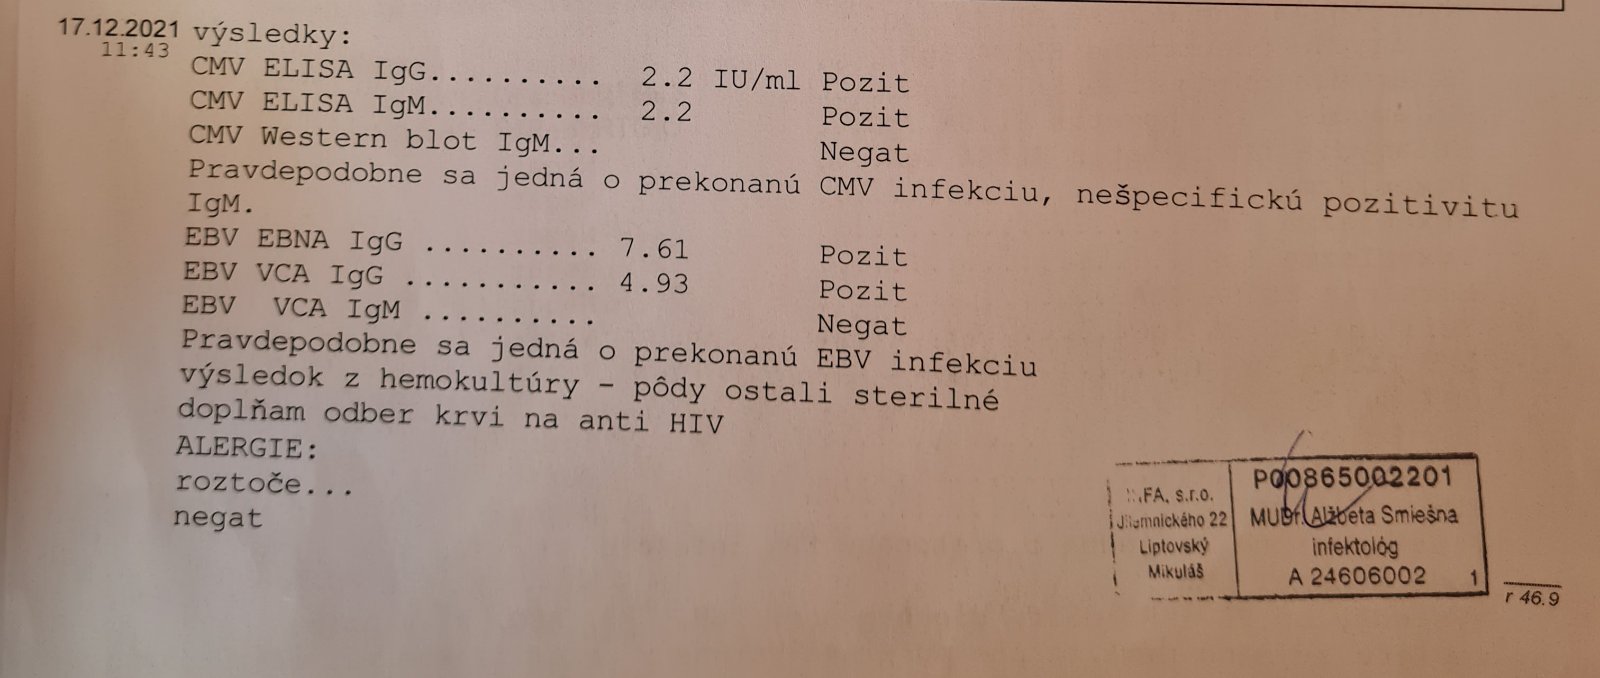 17.12.2021 výsledky:
11:43
CMV ELISA IgG.......... 2.2 IU/ml Pozit
CMV ELISA IgM.......... 2.2 Pozit
CMV Western blot IgM... Negat
Pravdepodobne sa jedná o prekonanú CMV infekciu, nešpecifickú pozitivitu
IgM.
EBV EBNA IgG .......... 7.61 Pozit
EBV VCA IgG ........... 4.93 Pozit
EBV VCA IgM .......... Negat
Pravdepodobne sa jedná o prekonanú EBV infekciu
výsledok z hemokultúry - pôdy ostali sterilné
doplňam odber krvi na anti HIV
ALERGIE:
roztoče...
negat
s.r.o.
Jilemnického 22
Liptovský
Mikuláš
P00865002201
MUDr. Alžbeta Smiešna
infektológ
A 24606002 1
r 46.9